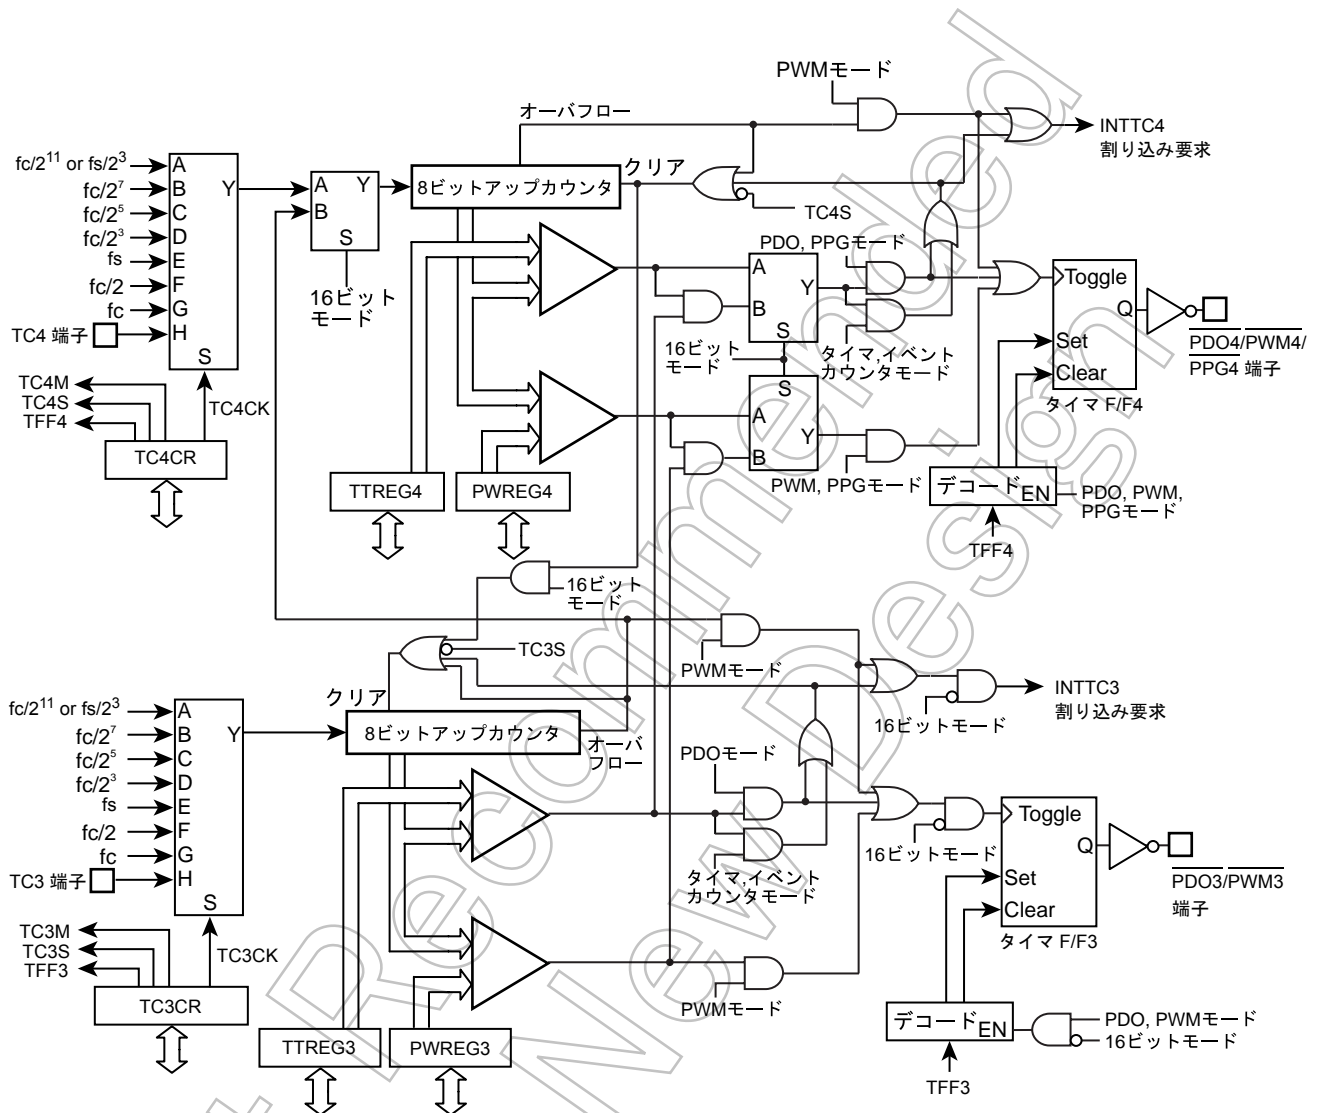 PWMモード
オーバフロー
INTTC4
割り込み要求
クリア
fc/2¹¹ or fs/2³
fc/2⁷
fc/2⁵
fc/2³
fs
fc/2
fc
TC4 端子
A
B
C
D
E
F
G
H
Y
S
A
B
Y
S
16ビット
モード
8ビットアップカウンタ
TC4S
PDO, PPGモード
A
B
Y
S
16ビット
モード
タイマ,イベント
カウンタモード
S
A
B
Y
PWM, PPGモード
Toggle
Q
Set
Clear
タイマ F/F4
PDO4/PWM4/
PPG4 端子
TC4M
TC4S
TFF4
TC4CK
TC4CR
TTREG4
PWREG4
デコード EN
PDO, PWM,
PPGモード
TFF4
16ビット
モード
TC3S
PWMモード
クリア
INTTC3
割り込み要求
16ビットモード
fc/2¹¹ or fs/2³
fc/2⁷
fc/2⁵
fc/2³
fs
fc/2
fc
TC3 端子
A
B
C
D
E
F
G
H
Y
S
8ビットアップカウンタ
オーバ
フロー
PDOモード
16ビットモード
タイマ,イベント
カウンタモード
Toggle
Q
Set
Clear
タイマ F/F3
PDO3/PWM3
端子
TC3M
TC3S
TFF3
TC3CK
TC3CR
PWMモード
TTREG3
PWREG3
デコード EN
PDO, PWMモード
16ビットモード
TFF3
Recommended
New Design